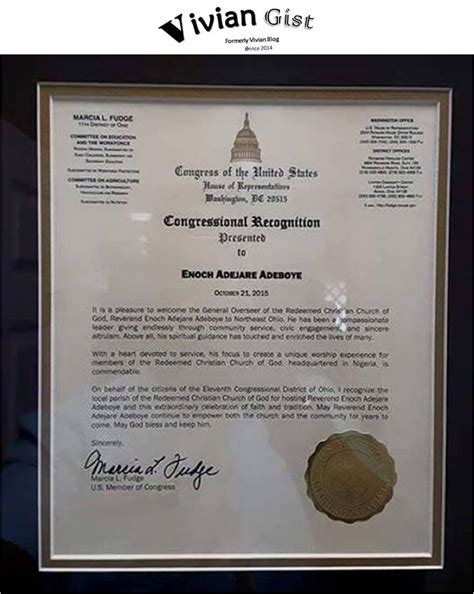 Vivian Gist
Formerly Vivian Blog
since 2014
MARCIA L. FUDGE
11TH DISTRICT OF OHIO
COMMITTEE ON EDUCATION
AND THE WORKFORCE
COMMITTEE ON AGRICULTURE
WASHINGTON OFFICE
DISTRICT OFFICES
Congress of the United States
House of Representatives
Washington, DC 20515
Congressional Recognition
Presented
to
ENOCH ADEJARE ADEBOYE
OCTOBER 21, 2015
It is a pleasure to welcome the General Overseer of the Redeemed Christian Church of
God, Reverend Enoch Adejare Adeboye to Northeast Ohio. He has been a compassionate
leader giving endlessly through community service, civic engagement, and sincere
altruism. Above all, his spiritual guidance has touched and enriched the lives of many.
With a heart devoted to service, his focus to create a unique worship experience for
members of the Redeemed Christian Church of God, headquartered in Nigeria, is
commendable.
On behalf of the citizens of the Eleventh Congressional District of Ohio, I recognize the
local parish of the Redeemed Christian Church of God for hosting Reverend Enoch Adejare
Adeboye and this extraordinary celebration of faith and tradition. May Reverend Enoch
Adejare Adeboye continue to empower both the church and the community for years to
come. May God bless and keep him.
Sincerely,
Marcia L. Fudge
Marcia L. Fudge
U.S. Member of Congress